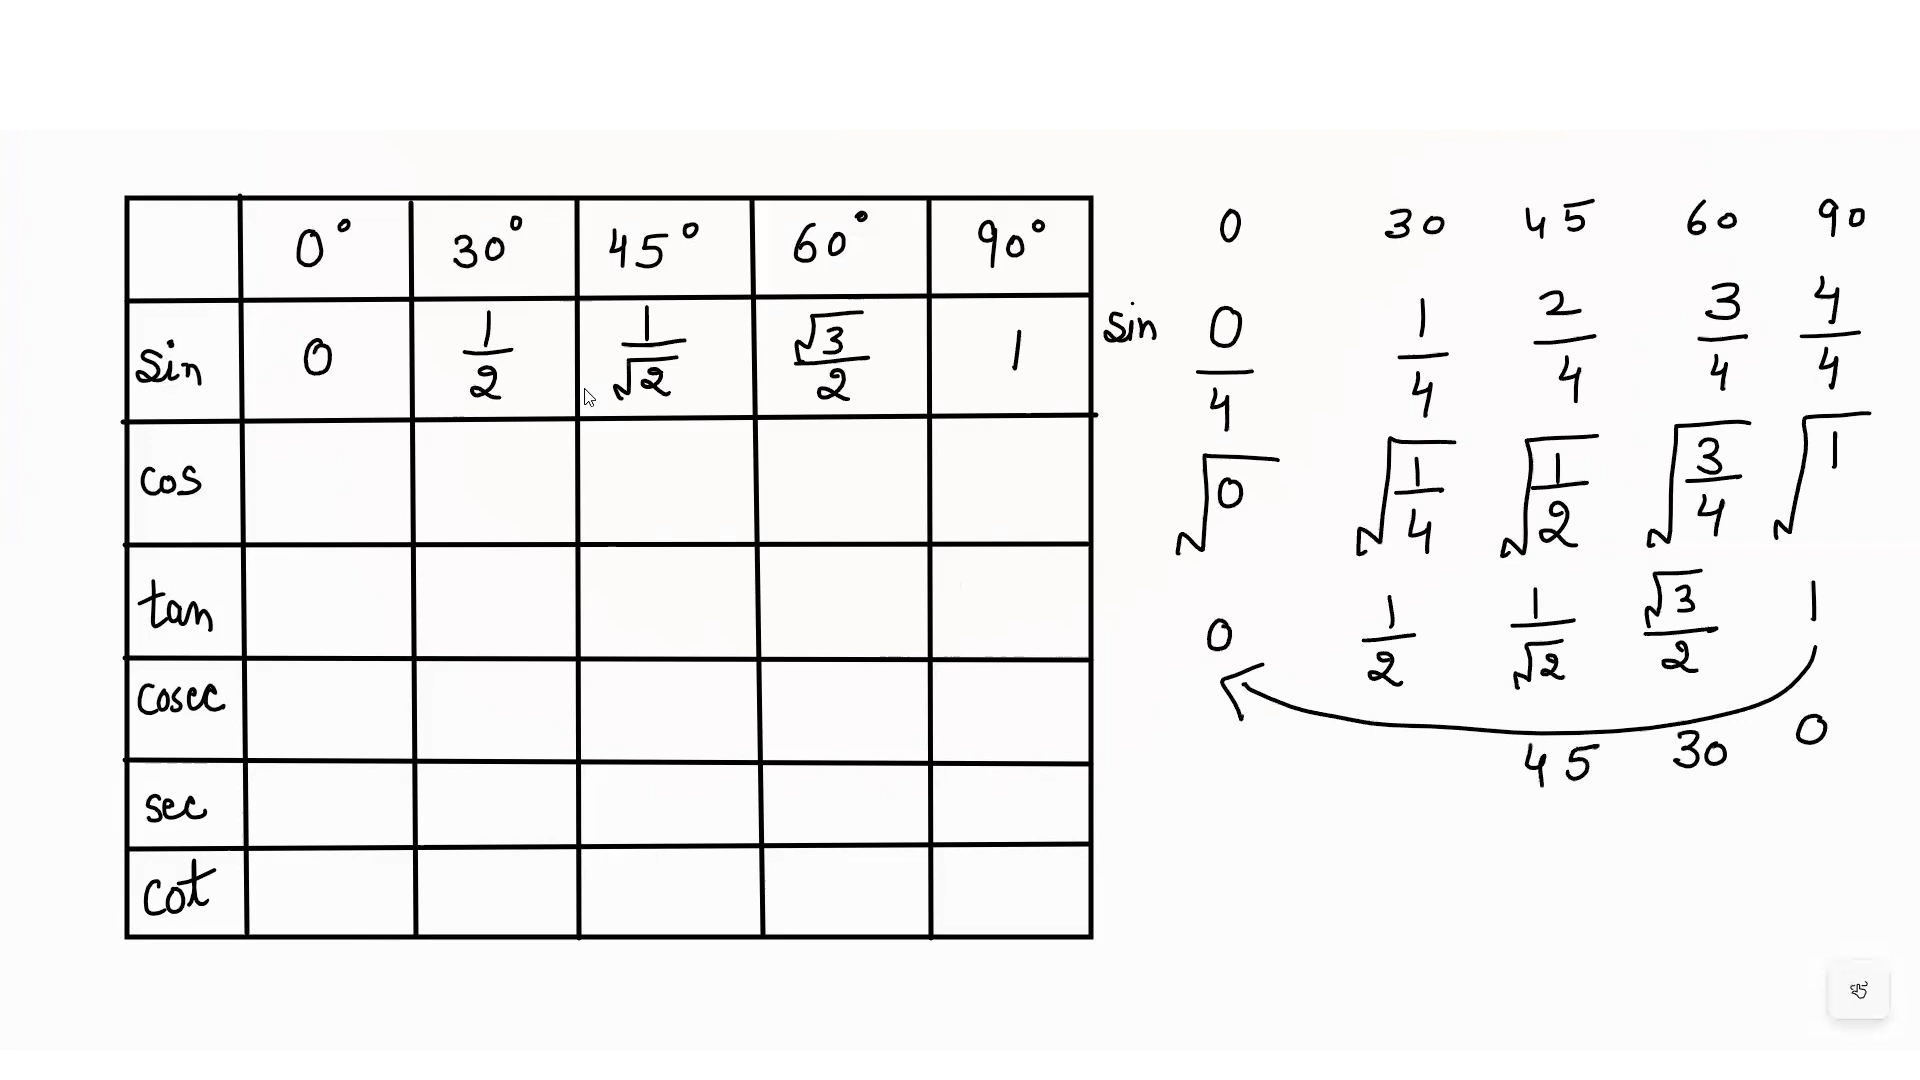 0° 30° 45° 60° 90°
sin 0 1/2 1/√2 √3/2 1
cos
tan
cosec
sec
cot
0 30 45 60 90
sin 0/4 1/4 2/4 3/4 4/4
√0 √1/4 √1/2 √3/4 √1
0 1/2 1/√2 √3/2 1
45 30 0